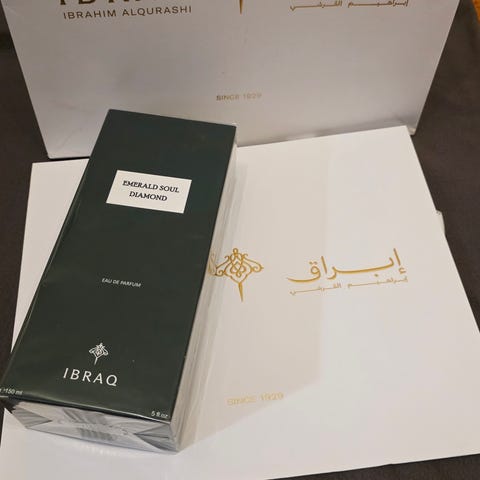 IBRAHIM ALQURASHI
إبراهيم القرشي
SINCE 1929
EMERALD SOUL
DIAMOND
EAU DE PARFUM
IBRAQ
150 ml
5 fl.oz
إبراق
إبراهيم القرشي
SINCE 1929